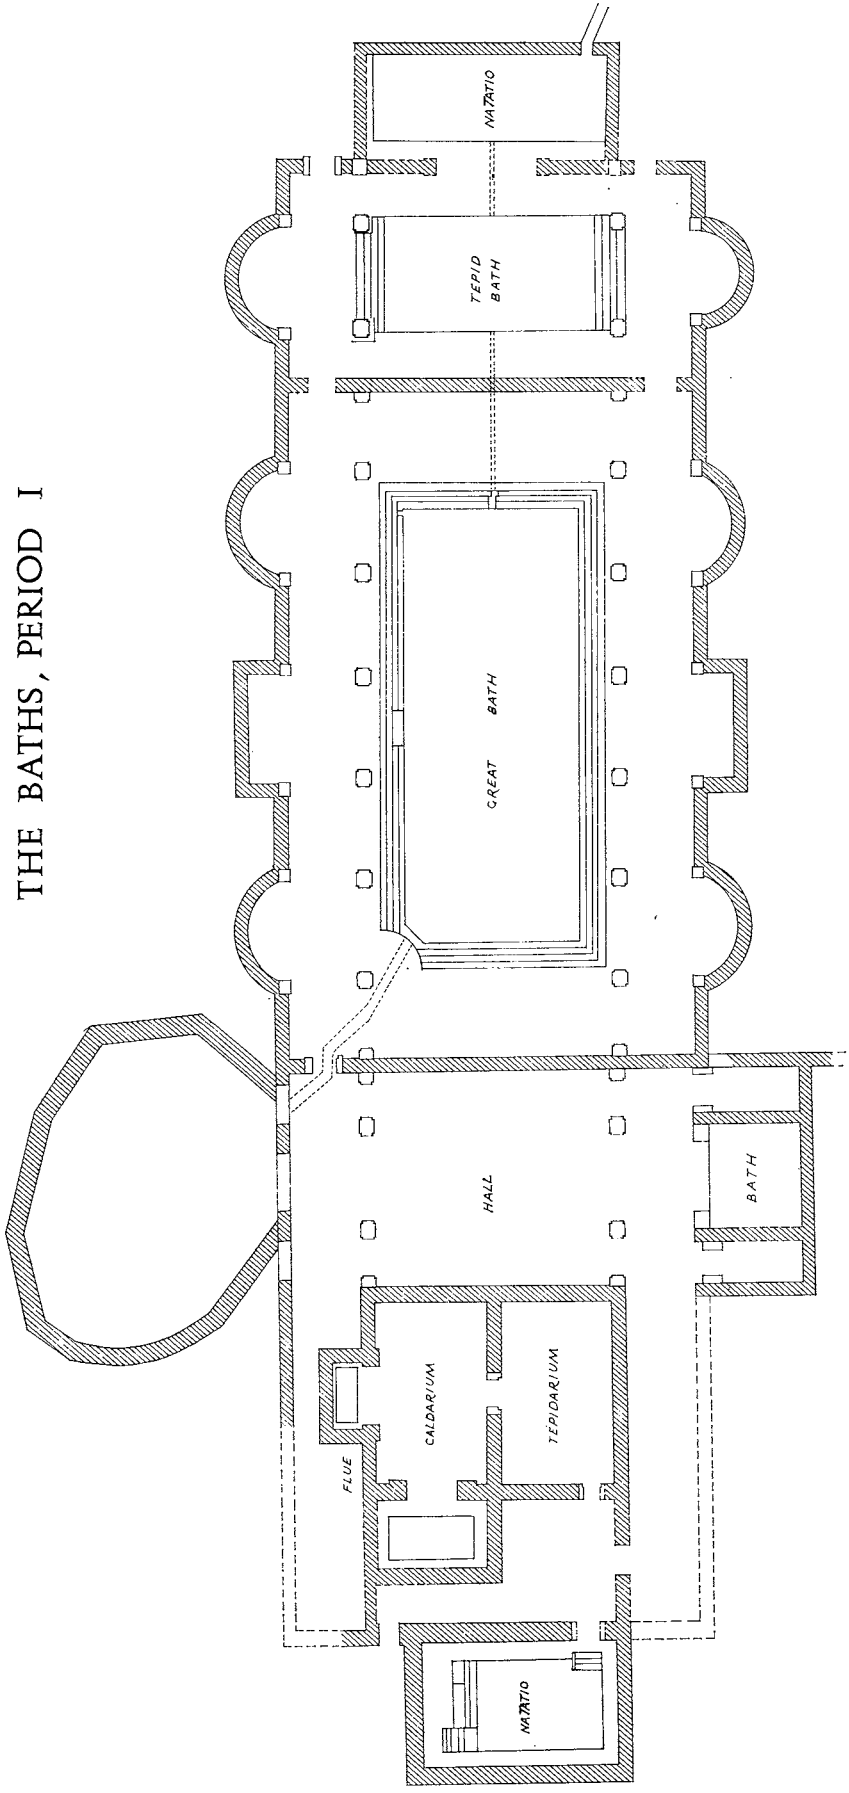 THE BATHS, PERIOD I
NATATIO
TEPID
BATH
GREAT BATH
HALL
BATH
CALDARIUM
TEPIDARIUM
FLUE
NATATIO